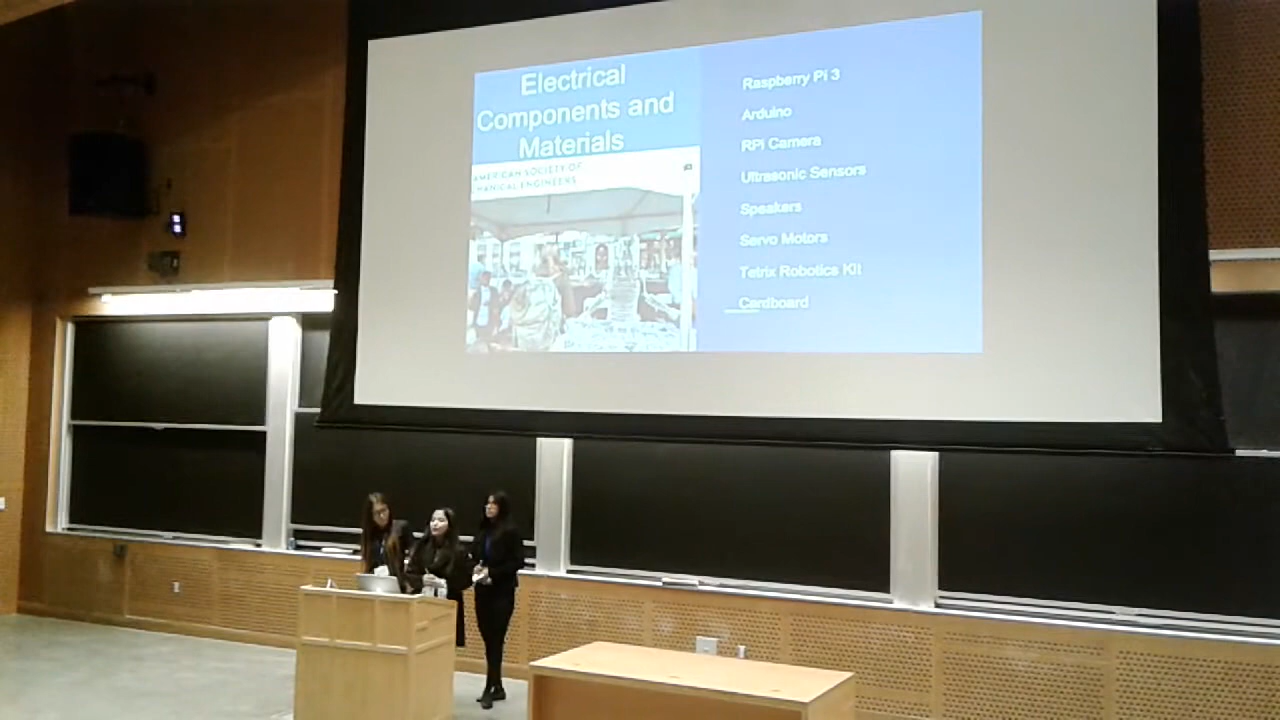 Electrical
Components and
Materials
AMERICAN SOCIETY OF
HANICAL ENGINEERS
Raspberry Pi 3
Arduino
RPi Camera
Ultrasonic Sensors
Speakers
Servo Motors
Tetrix Robotics Kit
Cardboard